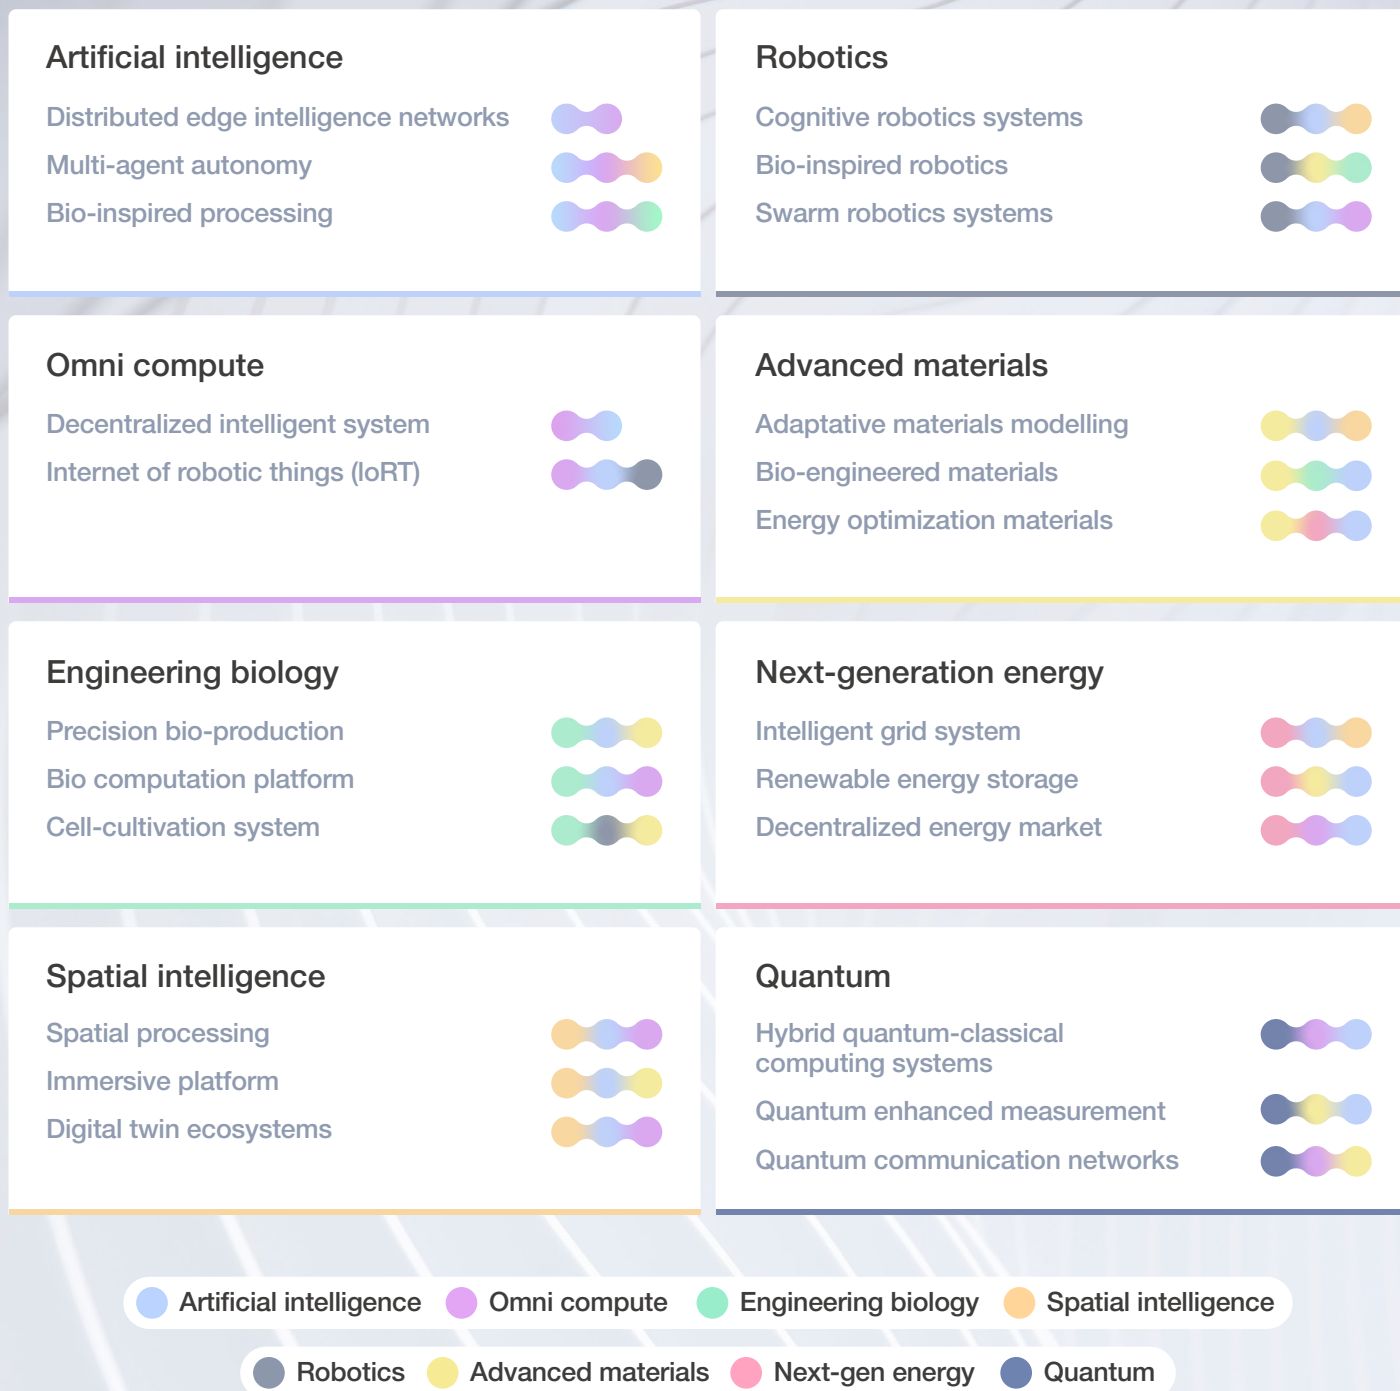 Artificial intelligence
Distributed edge intelligence networks
Multi-agent autonomy
Bio-inspired processing
Robotics
Cognitive robotics systems
Bio-inspired robotics
Swarm robotics systems
Omni compute
Decentralized intelligent system
Internet of robotic things (IoRT)
Advanced materials
Adaptative materials modelling
Bio-engineered materials
Energy optimization materials
Engineering biology
Precision bio-production
Bio computation platform
Cell-cultivation system
Next-generation energy
Intelligent grid system
Renewable energy storage
Decentralized energy market
Spatial intelligence
Spatial processing
Immersive platform
Digital twin ecosystems
Quantum
Hybrid quantum-classical
computing systems
Quantum enhanced measurement
Quantum communication networks
Artificial intelligence Omni compute Engineering biology Spatial intelligence
Robotics Advanced materials Next-gen energy Quantum